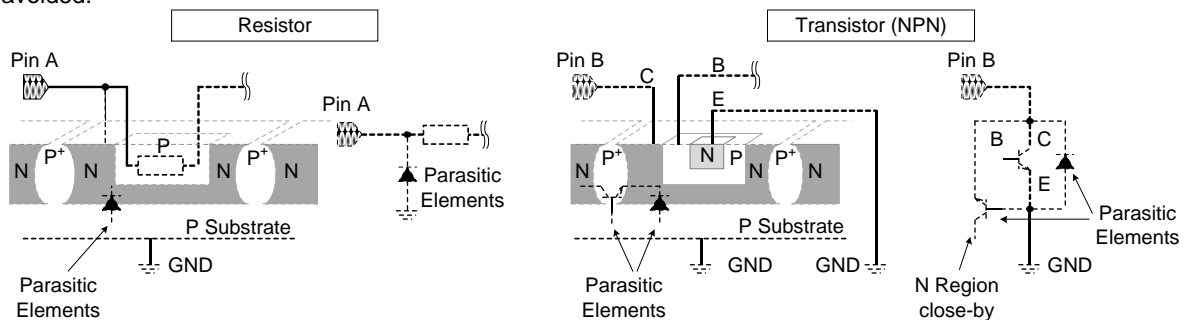 avoided.
Resistor
Transistor (NPN)
Pin A
Pin A
N
P+
N
P
N
P+
N
Parasitic
Elements
P Substrate
GND
Parasitic
Elements
Pin B
C
B
E
N
P+
N
N
P
N
P+
N
P Substrate
GND
GND
Parasitic
Elements
Pin B
B
C
E
Parasitic
Elements
GND
N Region
close-by